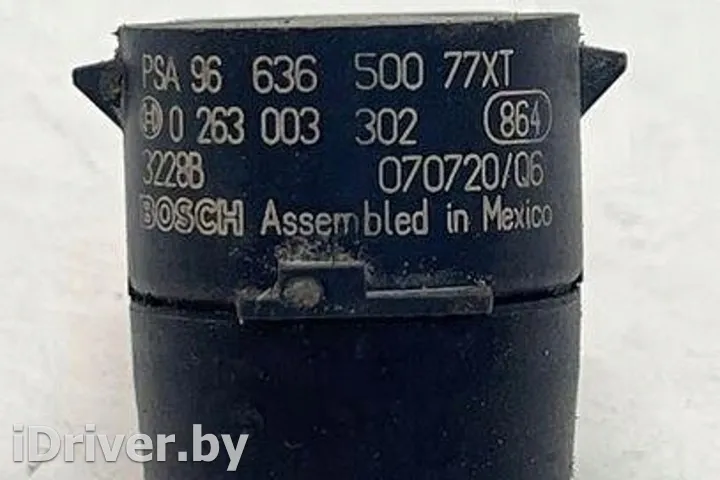 PSA 96 636 500 77XT
0 263 003 302 864
3228B 070720/Q6
BOSCH Assembled in Mexico
iDriver.by